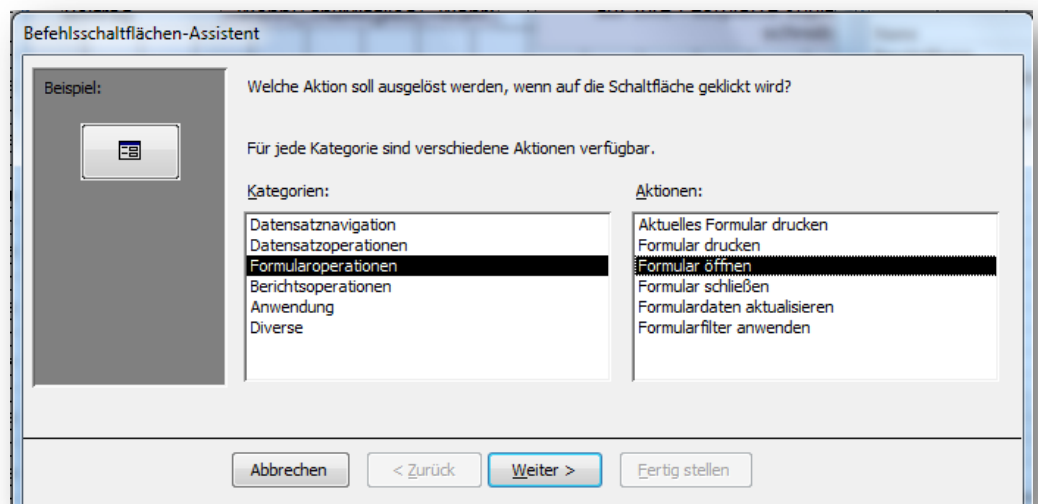 Befehlsschaltflächen-Assistent
Beispiel:
Welche Aktion soll ausgelöst werden, wenn auf die Schaltfläche geklickt wird?
Für jede Kategorie sind verschiedene Aktionen verfügbar.
Kategorien:
Datensatznavigation
Datensatzoperationen
Formularoperationen
Berichtsoperationen
Anwendung
Diverse
Aktionen:
Aktuelles Formular drucken
Formular drucken
Formular öffnen
Formular schließen
Formulardaten aktualisieren
Formularfilter anwenden
Abbrechen
< Zurück
Weiter >
Fertig stellen